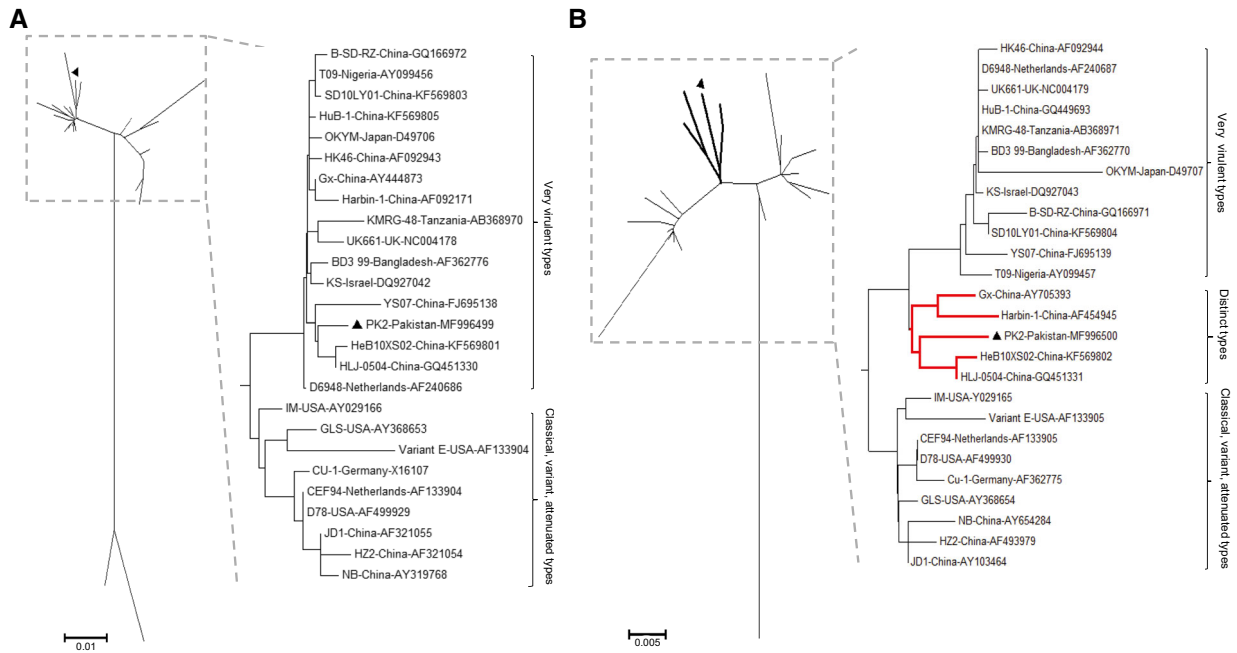 A
B-SD-RZ-China-GQ166972
T09-Nigeria-AY099456
SD10LY01-China-KF569803
HuB-1-China-KF569805
OKYM-Japan-D49706
HK46-China-AF092943
Gx-China-AY444873
Harbin-1-China-AF092171
KMRG-48-Tanzania-AB368970
UK661-UK-NC004178
BD3 99-Bangladesh-AF362776
KS-Israel-DQ927042
YS07-China-FJ695138
PK2-Pakistan-MF996499
HeB10XS02-China-KF569801
HLJ-0504-China-GQ451330
D6948-Netherlands-AF240686
Very virulent types
IM-USA-AY029166
GLS-USA-AY368653
Variant E-USA-AF133904
CU-1-Germany-X16107
CEF94-Netherlands-AF133904
D78-USA-AF499929
JD1-China-AF321055
HZ2-China-AF321054
NB-China-AY319768
Classical, variant, attenuated types
0.01
B
HK46-China-AF092944
D6948-Netherlands-AF240687
UK661-UK-NC004179
HuB-1-China-GQ449693
KMRG-48-Tanzania-AB368971
BD3 99-Bangladesh-AF362770
OKYM-Japan-D49707
KS-Israel-DQ927043
B-SD-RZ-China-GQ166971
SD10LY01-China-KF569804
YS07-China-FJ695139
T09-Nigeria-AY099457
Very virulent types
Gx-China-AY705393
Harbin-1-China-AF454945
PK2-Pakistan-MF996500
HeB10XS02-China-KF569802
HLJ-0504-China-GQ451331
Distinct types
IM-USA-Y029165
Variant E-USA-AF133905
CEF94-Netherlands-AF133905
D78-USA-AF499930
Cu-1-Germany-AF362775
GLS-USA-AY368654
NB-China-AY654284
HZ2-China-AF493979
JD1-China-AY103464
Classical, variant, attenuated types
0.005